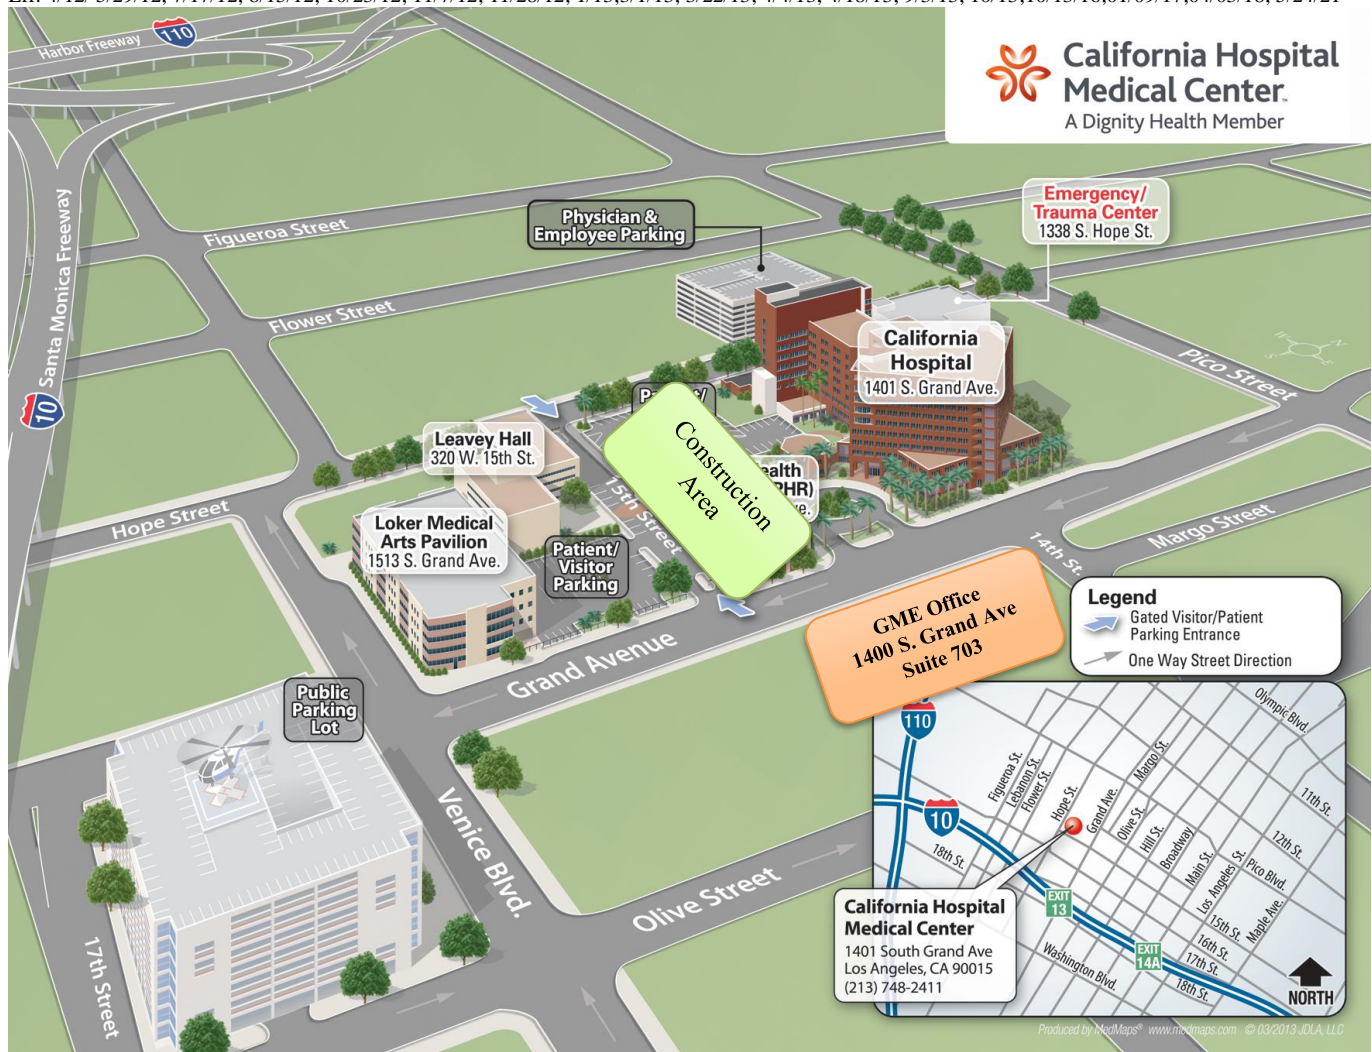 Harbor Freeway
110
California Hospital
Medical Center
A Dignity Health Member
Santa Monica Freeway
10
Figueroa Street
Flower Street
Physician &
Employee Parking
Emergency/
Trauma Center
1338 S. Hope St.
California
Hospital
1401 S. Grand Ave.
Pico Street
N
W
S
E
Construction
Area
15th Street
Leavey Hall
320 W. 15th St.
Hope Street
Loker Medical
Arts Pavilion
1513 S. Grand Ave.
Patient/
Visitor
Parking
14th St.
Margo Street
GME Office
1400 S. Grand Ave
Suite 703
Grand Avenue
Legend
Gated Visitor/Patient
Parking Entrance
One Way Street Direction
Public
Parking
Lot
Venice Blvd.
Olive Street
17th Street
110
10
Olympic Blvd.
11th St.
12th St.
Pico Blvd.
Figueroa St.
Lebanon St.
Flower St.
Hope St.
Grand Ave.
Margo St.
Olive St.
Hill St.
Broadway
Main St.
Los Angeles St.
Maple Ave.
15th St.
16th St.
17th St.
18th St.
18th St.
Washington Blvd.
EXIT
13
EXIT
14A
California Hospital
Medical Center
1401 South Grand Ave
Los Angeles, CA 90015
(213) 748-2411
NORTH
Produced by MedMaps® www.medmaps.com © 03/2013 JDLA, LLC